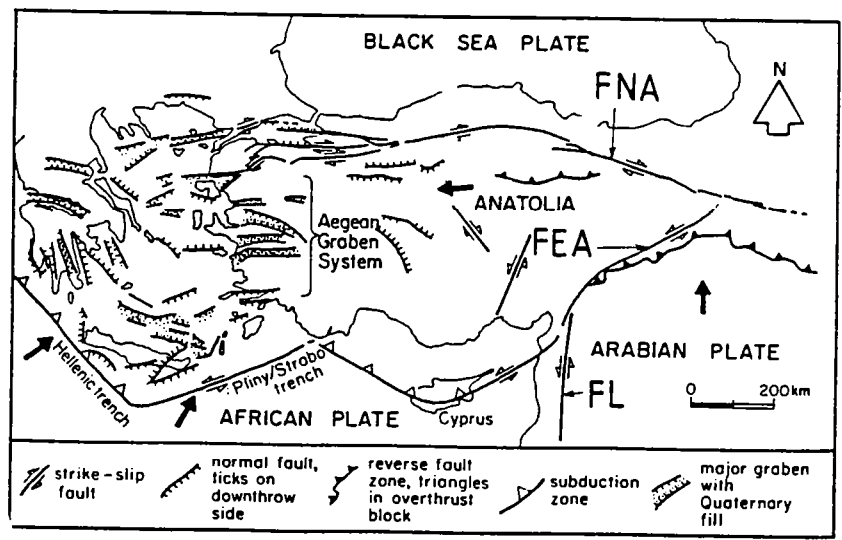 BLACK SEA PLATE
FNA
N
ANATOLIA
Aegean
Graben
System
FEA
Hellenic trench
Pliny/Strabo
trench
AFRICAN PLATE
Cyprus
ARABIAN PLATE
FL
0 200km
strike-slip
fault
normal fault,
ticks on
downthrow
side
reverse fault
zone, triangles
in overthrust
block
subduction
zone
major graben
with
Quaternary
fill